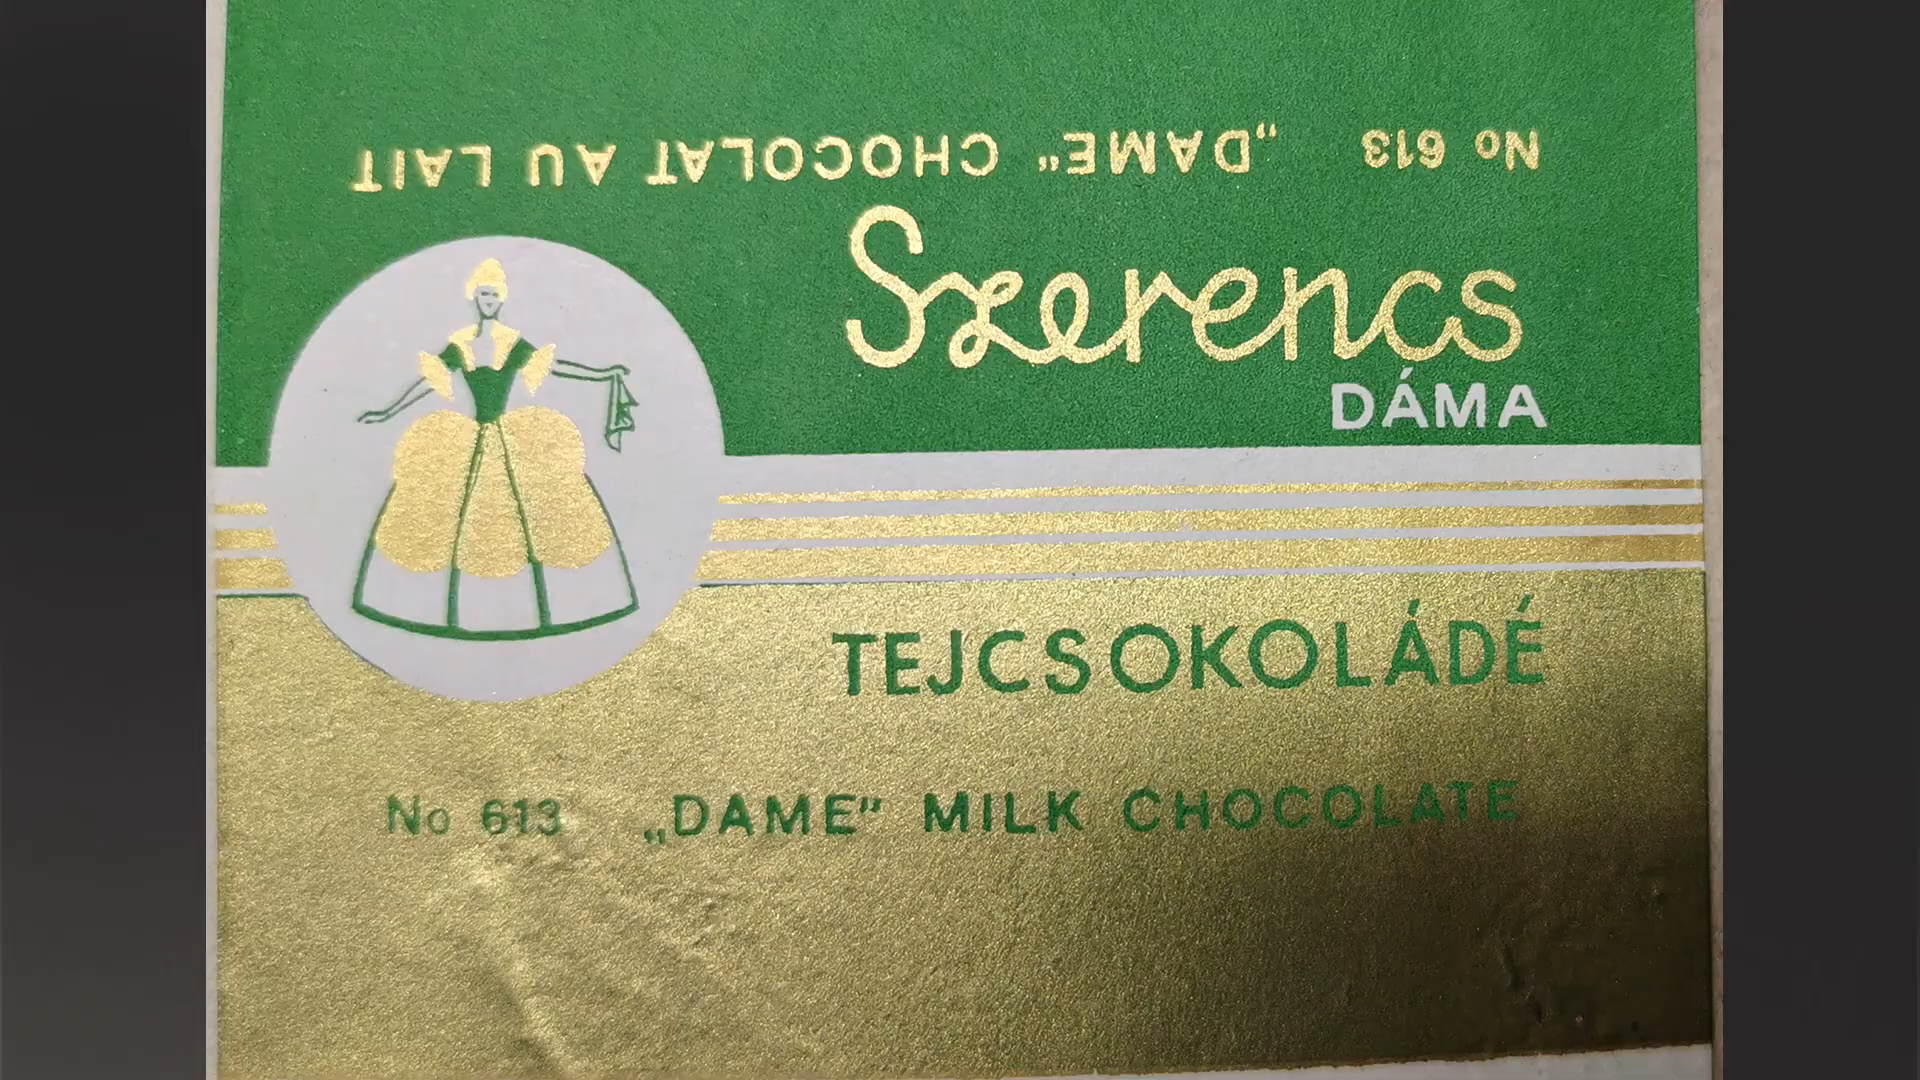 No 613 „DAME" CHOCOLAT AU LAIT
Szerencs
DÁMA
TEJCSOKOLÁDÉ
No 613 „DAME" MILK CHOCOLATE